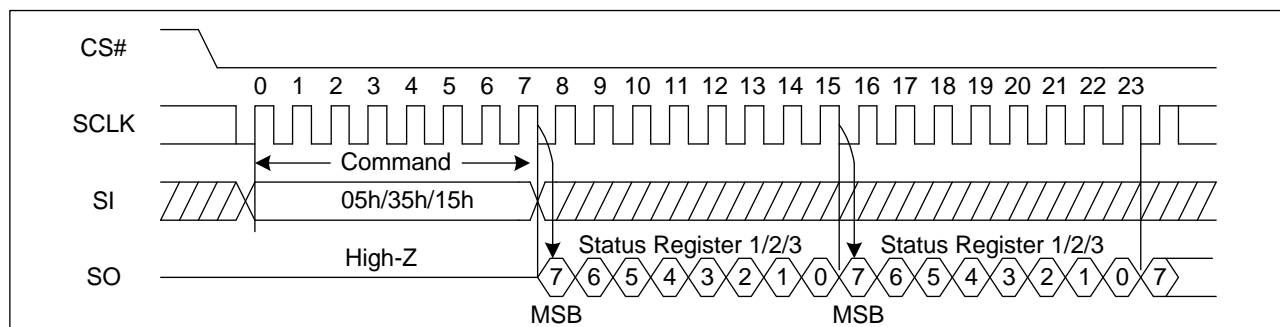 CS#
0 1 2 3 4 5 6 7 8 9 10 11 12 13 14 15 16 17 18 19 20 21 22 23
SCLK
Command
SI
05h/35h/15h
High-Z
Status Register 1/2/3 Status Register 1/2/3
SO
7 6 5 4 3 2 1 0 7 6 5 4 3 2 1 0 7
MSB MSB